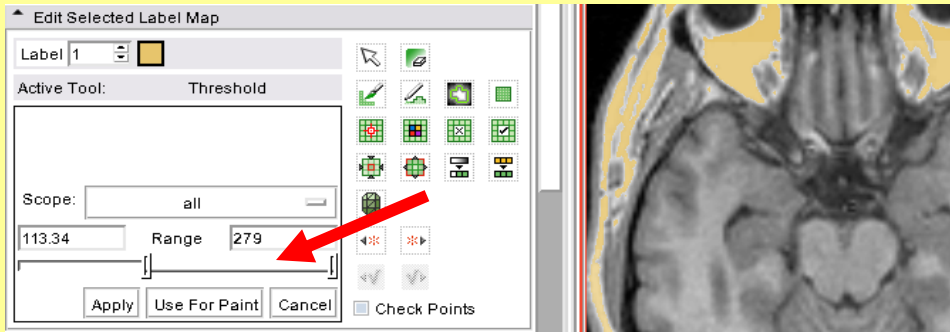 Edit Selected Label Map
Label 1
Active Tool: Threshold
Scope: all
113.34 Range 279
Apply Use For Paint Cancel
Check Points